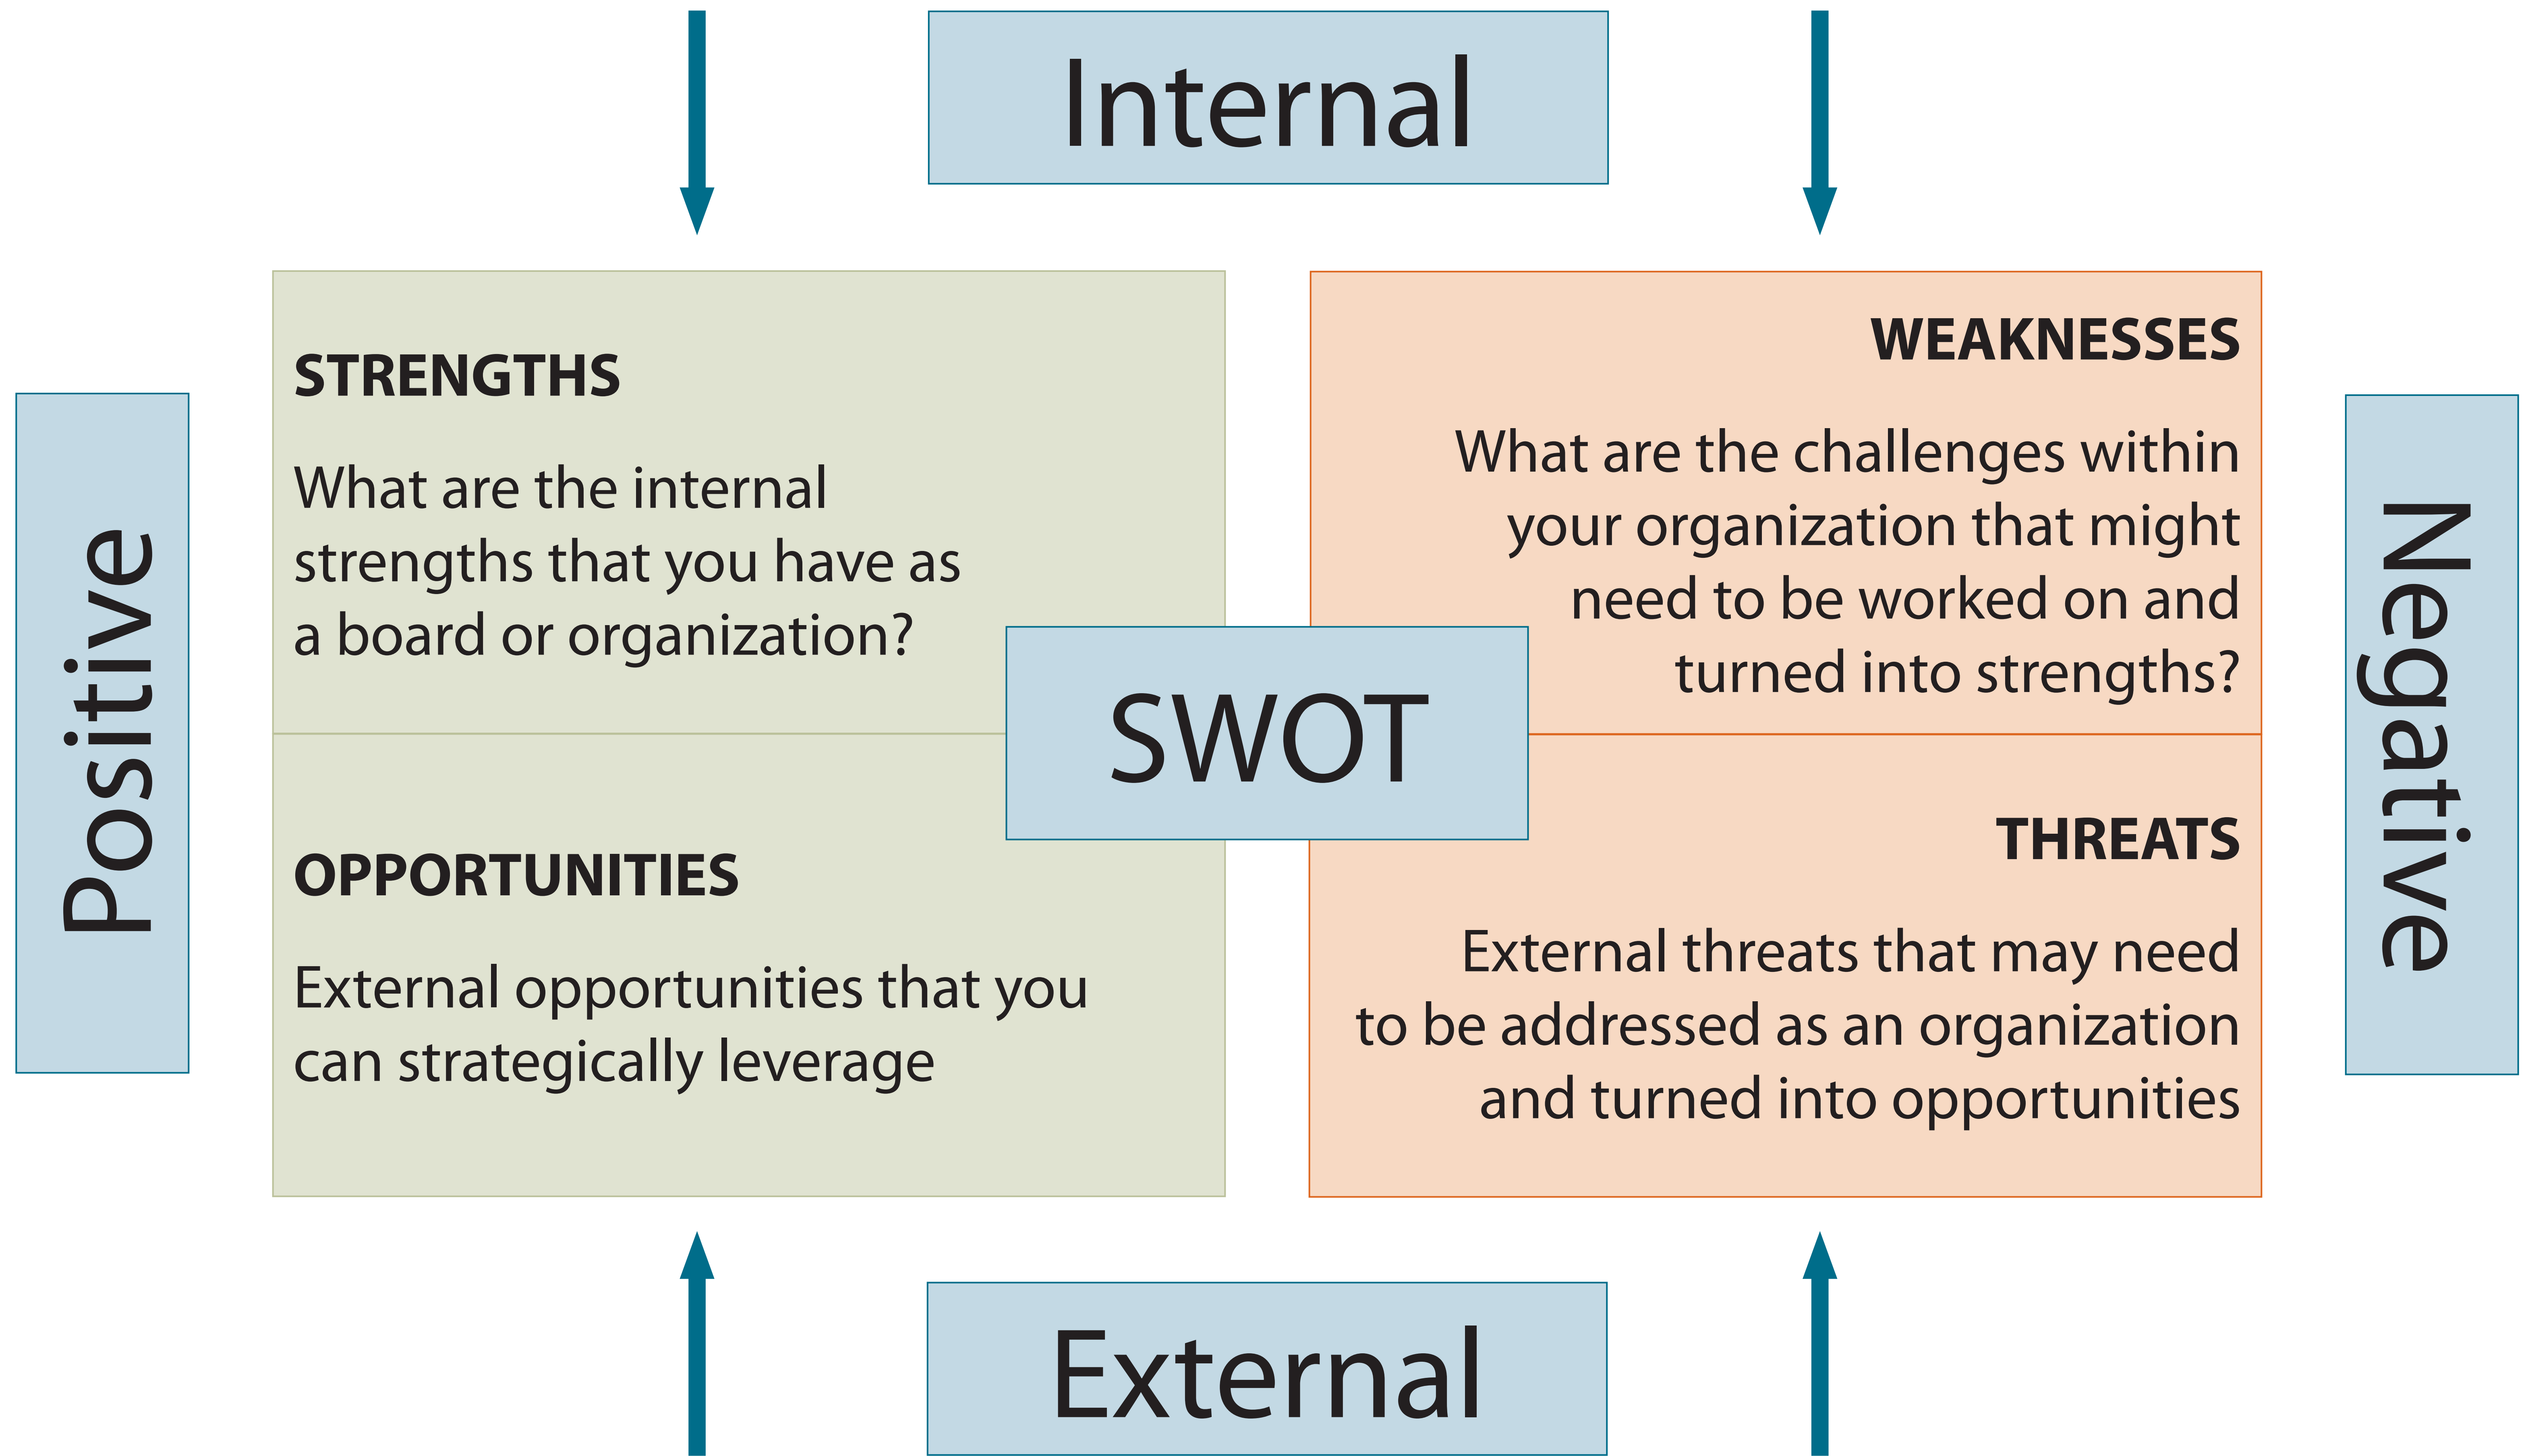 Internal
Positive
STRENGTHS
What are the internal
strengths that you have as
a board or organization?
WEAKNESSES
What are the challenges within
your organization that might
need to be worked on and
turned into strengths?
SWOT
OPPORTUNITIES
External opportunities that you
can strategically leverage
THREATS
External threats that may need
to be addressed as an organization
and turned into opportunities
Negative
External